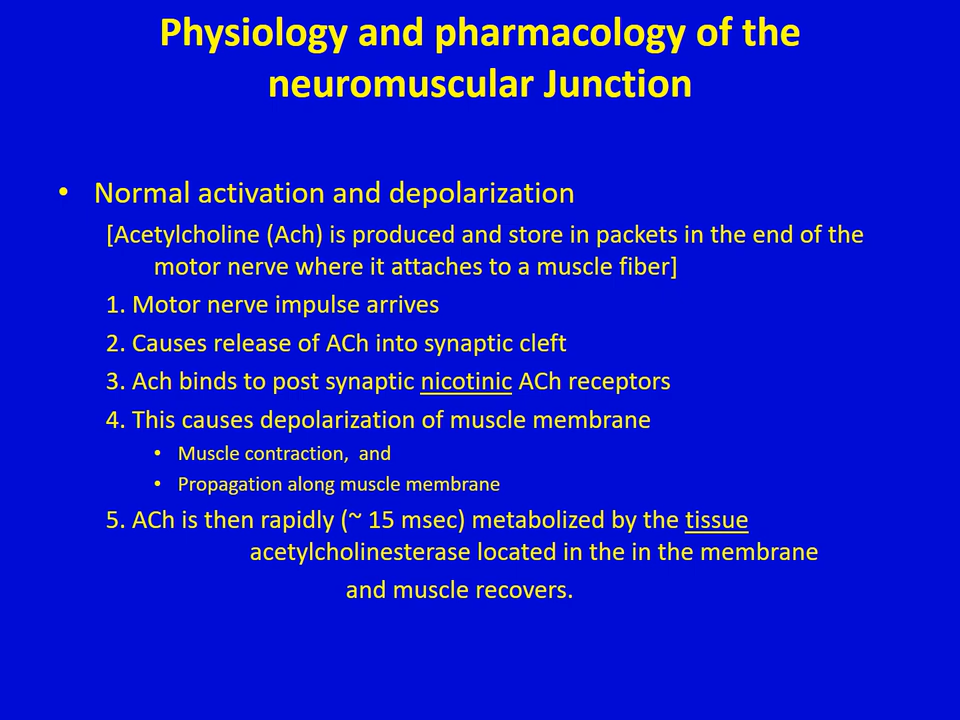 Physiology and pharmacology of the
neuromuscular Junction
• Normal activation and depolarization
[Acetylcholine (Ach) is produced and store in packets in the end of the
motor nerve where it attaches to a muscle fiber]
1. Motor nerve impulse arrives
2. Causes release of ACh into synaptic cleft
3. Ach binds to post synaptic nicotinic ACh receptors
4. This causes depolarization of muscle membrane
• Muscle contraction, and
• Propagation along muscle membrane
5. ACh is then rapidly (~ 15 msec) metabolized by the tissue
acetylcholinesterase located in the in the membrane
and muscle recovers.